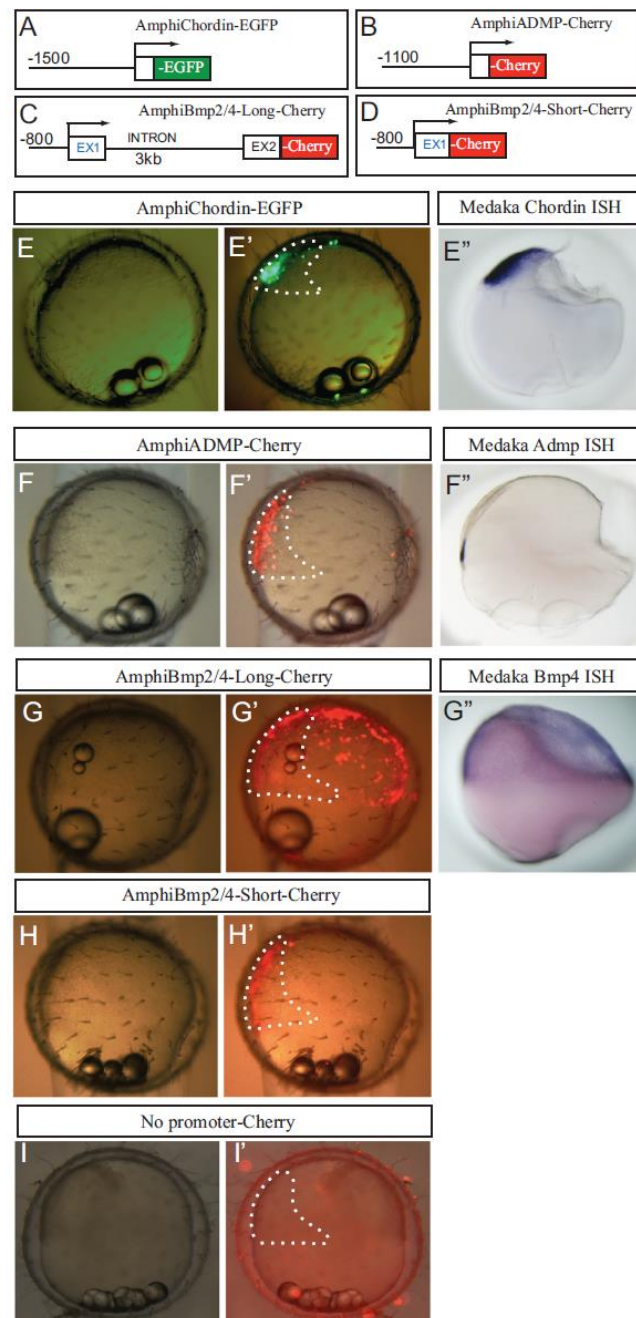 A
AmphiChordin-EGFP
-1500
-EGFP
B
AmphiADMP-Cherry
-1100
-Cherry
C
AmphiBmp2/4-Long-Cherry
-800
EX1
INTRON
3kb
EX2
-Cherry
D
AmphiBmp2/4-Short-Cherry
-800
EX1
-Cherry
AmphiChordin-EGFP
Medaka Chordin ISH
E
E'
E"
AmphiADMP-Cherry
Medaka Admp ISH
F
F'
F"
AmphiBmp2/4-Long-Cherry
Medaka Bmp4 ISH
G
G'
G"
AmphiBmp2/4-Short-Cherry
H
H'
No promoter-Cherry
I
I'